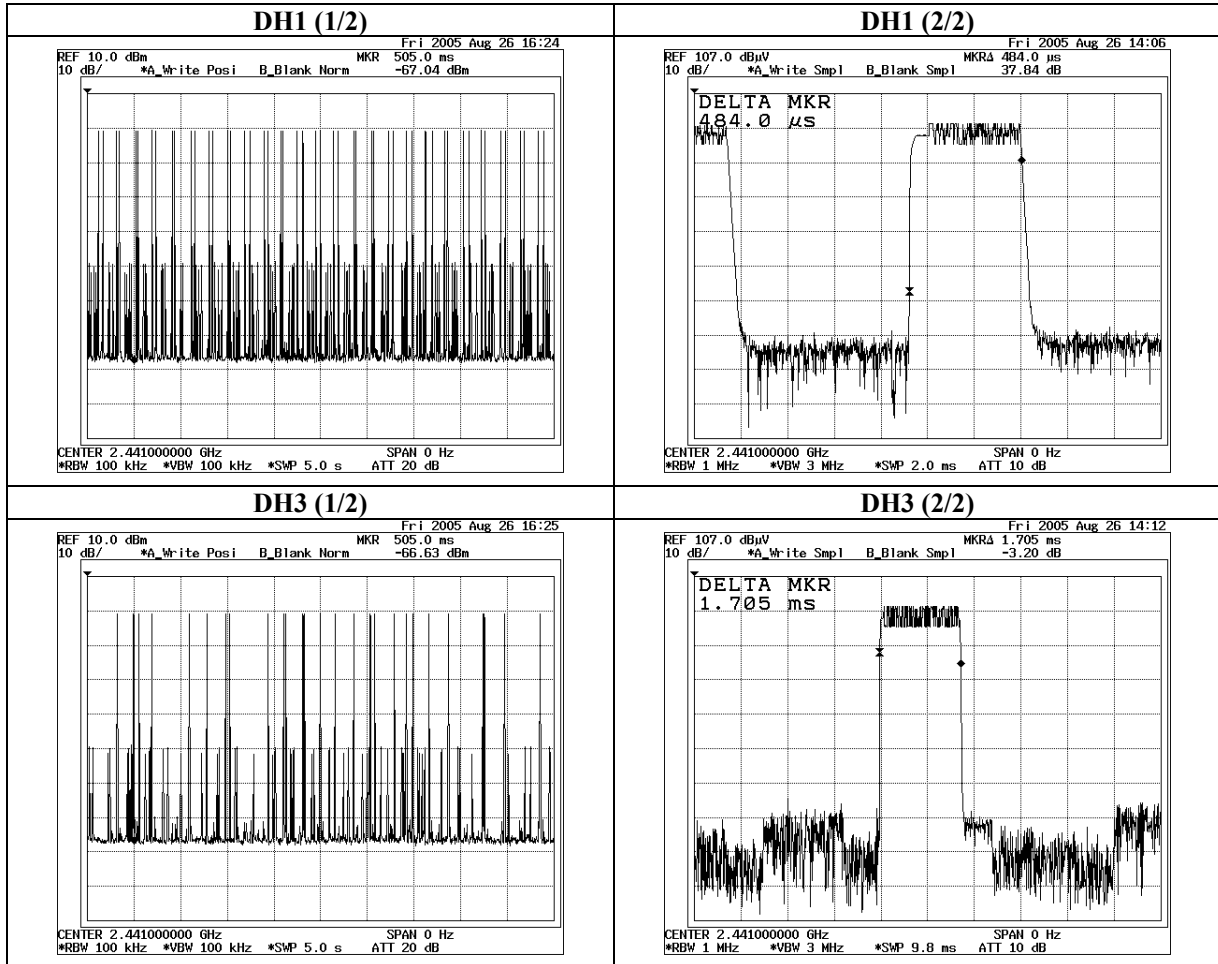 DH1 (1/2)
Fri 2005 Aug 26 16:24
REF 10.0 dBm MKR 505.0 ms
10 dB/ *A_Write Posi B_Blank Norm -67.04 dBm
CENTER 2.441000000 GHz SPAN 0 Hz
*RBW 100 kHz *VBW 100 kHz *SWP 5.0 s ATT 20 dB
DH1 (2/2)
Fri 2005 Aug 26 14:06
REF 107.0 dBµV MKRΔ 484.0 µs
10 dB/ *A_Write Smpl B_Blank Smpl 37.84 dB
DELTA MKR
484.0 µs
CENTER 2.441000000 GHz SPAN 0 Hz
*RBW 1 MHz *VBW 3 MHz *SWP 2.0 ms ATT 10 dB
DH3 (1/2)
Fri 2005 Aug 26 16:25
REF 10.0 dBm MKR 505.0 ms
10 dB/ *A_Write Posi B_Blank Norm -66.63 dBm
CENTER 2.441000000 GHz SPAN 0 Hz
*RBW 100 kHz *VBW 100 kHz *SWP 5.0 s ATT 20 dB
DH3 (2/2)
Fri 2005 Aug 26 14:12
REF 107.0 dBµV MKRΔ 1.705 ms
10 dB/ *A_Write Smpl B_Blank Smpl -3.20 dB
DELTA MKR
1.705 ms
CENTER 2.441000000 GHz SPAN 0 Hz
*RBW 1 MHz *VBW 3 MHz *SWP 9.8 ms ATT 10 dB